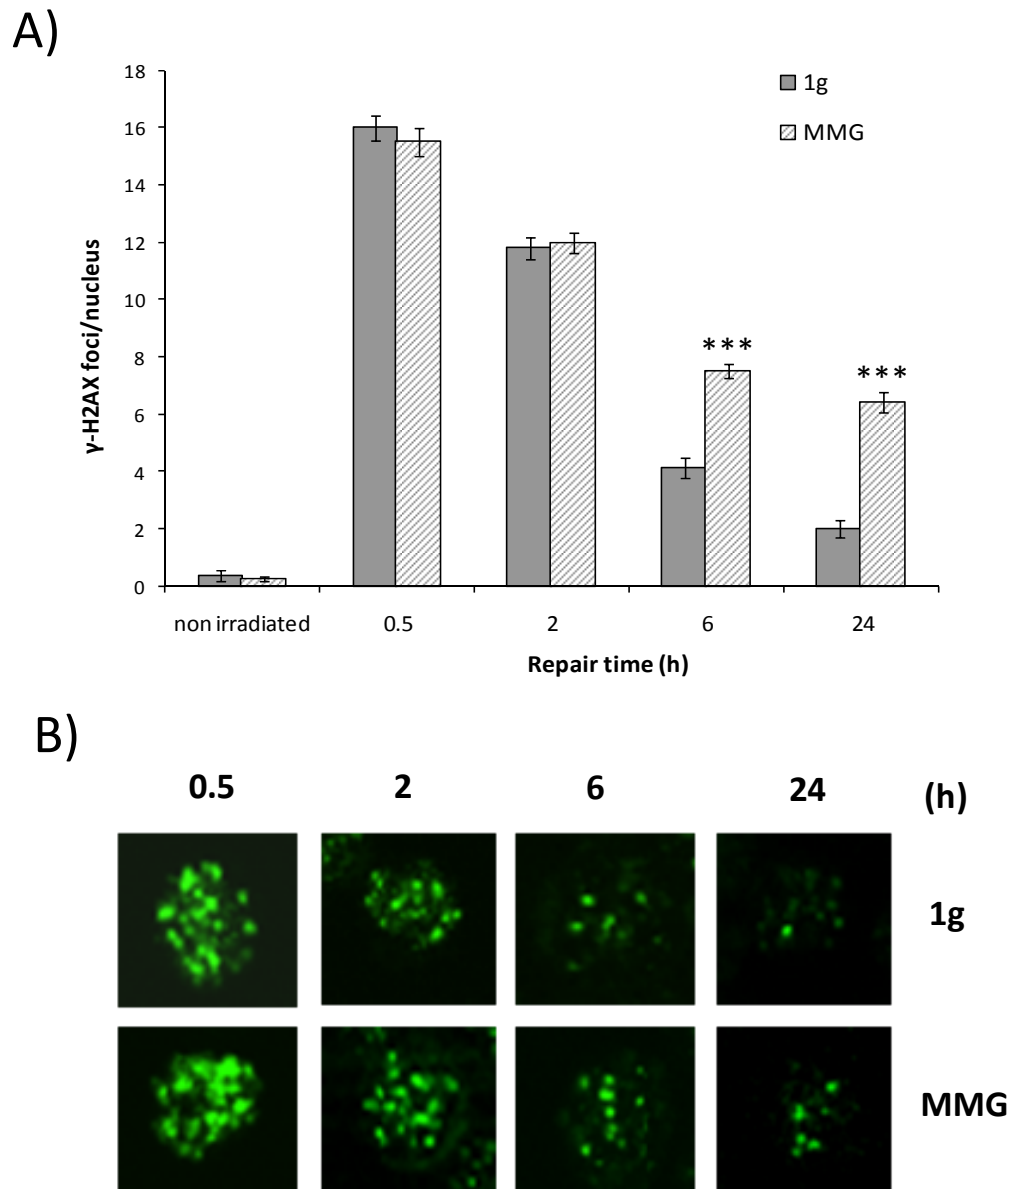 A)
18
16
14
12
10
8
6
4
2
0
γ-H2AX foci/nucleus
1g
MMG
***
***
non irradiated 0.5 2 6 24
Repair time (h)
B)
0.5 2 6 24 (h)
1g
MMG